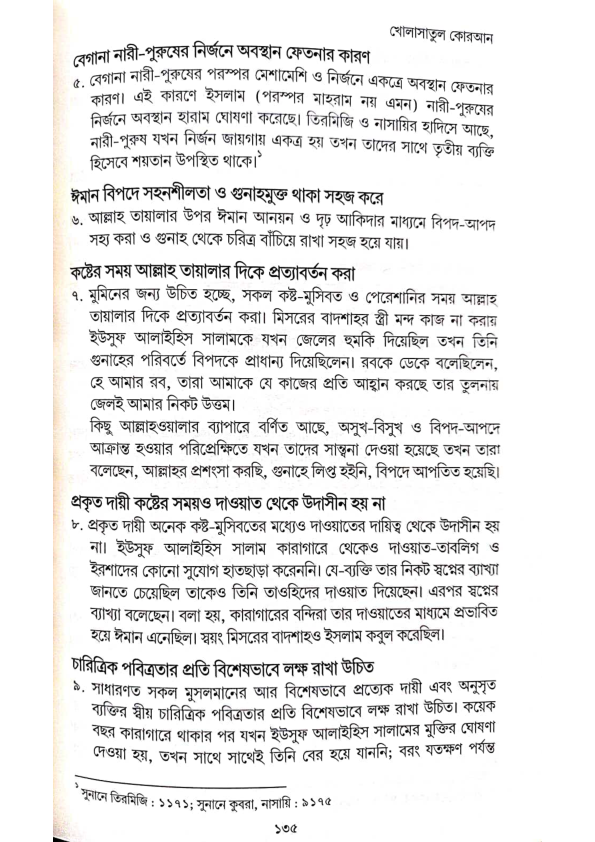 খোলাসাতুল কোরআন
বেগানা নারী-পুরুষের নির্জনে অবস্থান ফেতনার কারণ
৫. বেগানা নারী-পুরুষের পরস্পর মেশামেশি ও নির্জনে একত্রে অবস্থান ফেতনার
কারণ। এই কারণে ইসলাম (পরস্পর মাহরাম নয় এমন) নারী-পুরুষের
নির্জনে অবস্থান হারাম ঘোষণা করেছে। তিরমিজি ও নাসায়ির হাদিসে আছে,
নারী-পুরুষ যখন নির্জন জায়গায় একত্র হয় তখন তাদের সাথে তৃতীয় ব্যক্তি
হিসেবে শয়তান উপস্থিত থাকে।১
ঈমান বিপদে সহনশীলতা ও গুনাহমুক্ত থাকা সহজ করে
৬. আল্লাহ তায়ালার উপর ঈমান আনয়ন ও দৃঢ় আকিদার মাধ্যমে বিপদ-আপদ
সহ্য করা ও গুনাহ থেকে চরিত্র বাঁচিয়ে রাখা সহজ হয়ে যায়।
কষ্টের সময় আল্লাহ তায়ালার দিকে প্রত্যাবর্তন করা
৭. মুমিনের জন্য উচিত হচ্ছে, সকল কষ্ট-মুসিবত ও পেরেশানির সময় আল্লাহ
তায়ালার দিকে প্রত্যাবর্তন করা। মিসরের বাদশাহর স্ত্রী মন্দ কাজ না করায়
ইউসুফ আলাইহিস সালামকে যখন জেলের হুমকি দিয়েছিল তখন তিনি
গুনাহের পরিবর্তে বিপদকে প্রাধান্য দিয়েছিলেন। রবকে ডেকে বলেছিলেন,
হে আমার রব, তারা আমাকে যে কাজের প্রতি আহ্বান করছে তার তুলনায়
জেলই আমার নিকট উত্তম।
কিছু আল্লাহওয়ালার ব্যাপারে বর্ণিত আছে, অসুখ-বিসুখ ও বিপদ-আপদে
আক্রান্ত হওয়ার পরিপ্রেক্ষিতে যখন তাদের সান্ত্বনা দেওয়া হয়েছে তখন তারা
বলেছেন, আল্লাহর প্রশংসা করছি, গুনাহে লিপ্ত হইনি, বিপদে আপতিত হয়েছি।
প্রকৃত দায়ী কষ্টের সময়ও দাওয়াত থেকে উদাসীন হয় না
৮. প্রকৃত দায়ী অনেক কষ্ট-মুসিবতের মধ্যেও দাওয়াতের দায়িত্ব থেকে উদাসীন হয়
না। ইউসুফ আলাইহিস সালাম কারাগারে থেকেও দাওয়াত-তাবলিগ ও
ইরশাদের কোনো সুযোগ হাতছাড়া করেননি। যে-ব্যক্তি তার নিকট স্বপ্নের ব্যাখ্যা
জানতে চেয়েছিল তাকেও তিনি তাওহিদের দাওয়াত দিয়েছেন। এরপর স্বপ্নের
ব্যাখ্যা বলেছেন। বলা হয়, কারাগারের বন্দিরা তার দাওয়াতের মাধ্যমে প্রভাবিত
হয়ে ঈমান এনেছিল। স্বয়ং মিসরের বাদশাহও ইসলাম কবুল করেছিল।
চারিত্রিক পবিত্রতার প্রতি বিশেষভাবে লক্ষ রাখা উচিত
৯. সাধারণত সকল মুসলমানের আর বিশেষভাবে প্রত্যেক দায়ী এবং অনুসৃত
ব্যক্তির স্বীয় চারিত্রিক পবিত্রতার প্রতি বিশেষভাবে লক্ষ রাখা উচিত। কয়েক
বছর কারাগারে থাকার পর যখন ইউসুফ আলাইহিস সালামের মুক্তির ঘোষণা
দেওয়া হয়, তখন সাথে সাথেই তিনি বের হয়ে যাননি; বরং যতক্ষণ পর্যন্ত
১ সুনানে তিরমিজি : ১১৭১; সুনানে কুবরা, নাসায়ি : ৯১৭৫
১৩৫